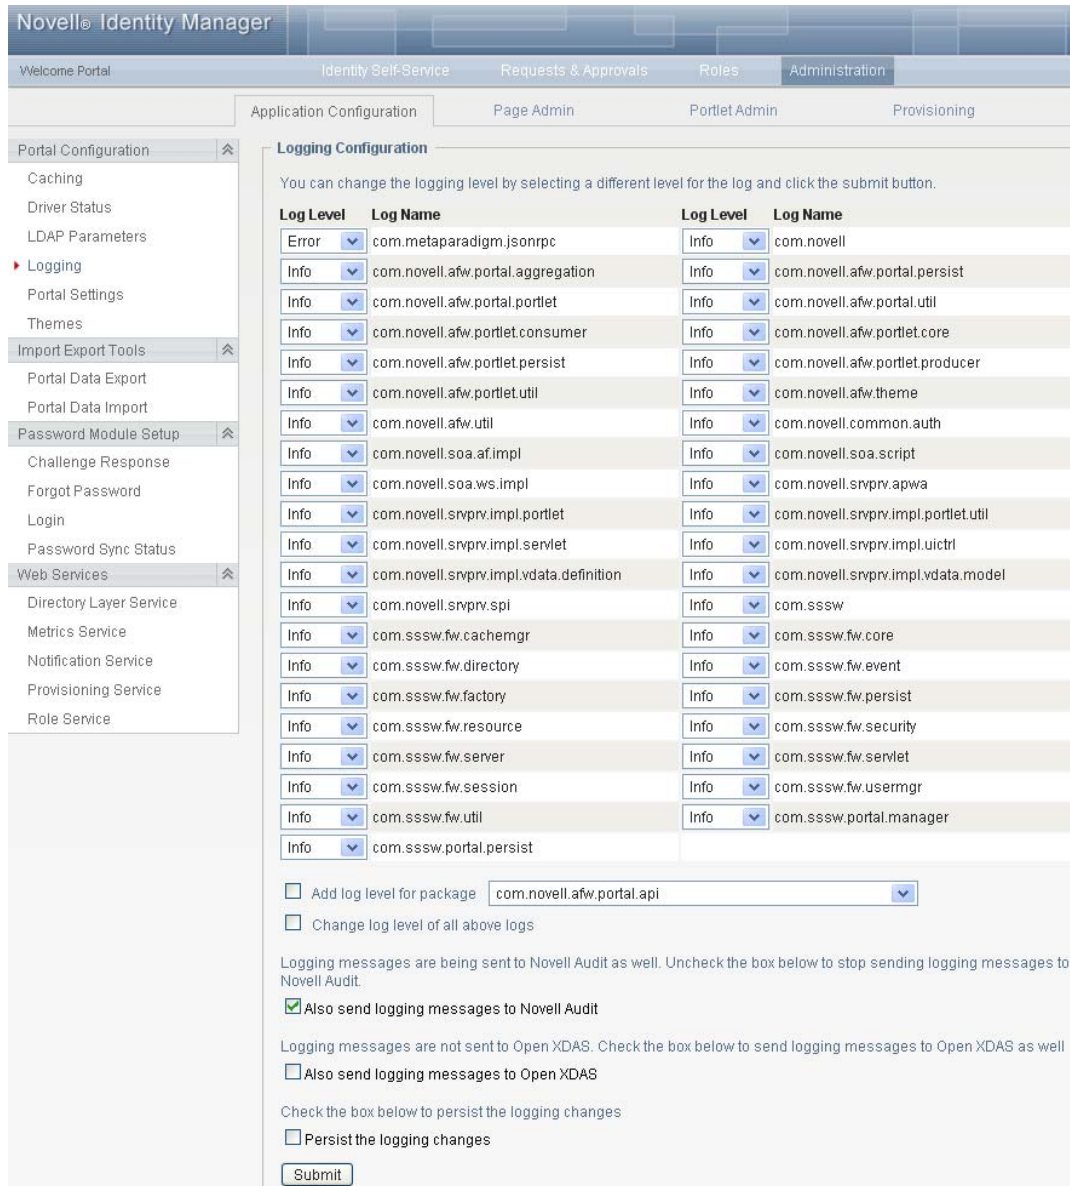 Novell® Identity Manager
Welcome Portal
Identity Self-Service Requests & Approvals Roles Administration
Application Configuration Page Admin Portlet Admin Provisioning
Portal Configuration
Caching
Driver Status
LDAP Parameters
Logging
Portal Settings
Themes
Import Export Tools
Portal Data Export
Portal Data Import
Password Module Setup
Challenge Response
Forgot Password
Login
Password Sync Status
Web Services
Directory Layer Service
Metrics Service
Notification Service
Provisioning Service
Role Service
Logging Configuration
You can change the logging level by selecting a different level for the log and click the submit button.
Log Level Log Name Log Level Log Name
Error com.metaparadigm.jsonrpc Info com.novell
Info com.novell.afw.portal.aggregation Info com.novell.afw.portal.persist
Info com.novell.afw.portal.portlet Info com.novell.afw.portal.util
Info com.novell.afw.portlet.consumer Info com.novell.afw.portlet.core
Info com.novell.afw.portlet.persist Info com.novell.afw.portlet.producer
Info com.novell.afw.portlet.util Info com.novell.afw.theme
Info com.novell.afw.util Info com.novell.common.auth
Info com.novell.soa.af.impl Info com.novell.soa.script
Info com.novell.soa.ws.impl Info com.novell.srvprv.apwa
Info com.novell.srvprv.impl.portlet Info com.novell.srvprv.impl.portlet.util
Info com.novell.srvprv.impl.servlet Info com.novell.srvprv.impl.uictrl
Info com.novell.srvprv.impl.vdata.definition Info com.novell.srvprv.impl.vdata.model
Info com.novell.srvprv.spi Info com.sssw
Info com.sssw.fw.cachemgr Info com.sssw.fw.core
Info com.sssw.fw.directory Info com.sssw.fw.event
Info com.sssw.fw.factory Info com.sssw.fw.persist
Info com.sssw.fw.resource Info com.sssw.fw.security
Info com.sssw.fw.server Info com.sssw.fw.servlet
Info com.sssw.fw.session Info com.sssw.fw.usermgr
Info com.sssw.fw.util Info com.sssw.portal.manager
Info com.sssw.portal.persist
Add log level for package com.novell.afw.portal.api
Change log level of all above logs
Logging messages are being sent to Novell Audit as well. Uncheck the box below to stop sending logging messages to
Novell Audit.
Also send logging messages to Novell Audit
Logging messages are not sent to Open XDAS. Check the box below to send logging messages to Open XDAS as well
Also send logging messages to Open XDAS
Check the box below to persist the logging changes
Persist the logging changes
Submit